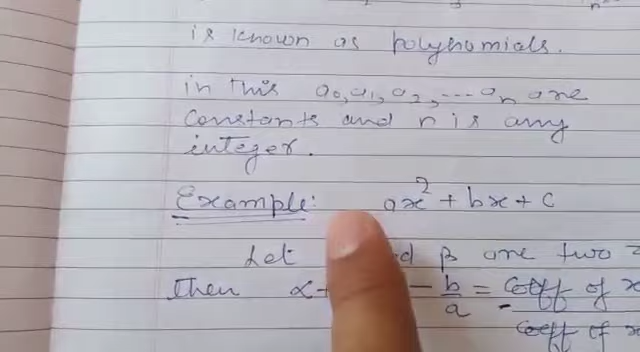 is known as polynomials.
in this a₀, a₁, a₂, ---- aₙ are
constants and n is any
integer.
Example: ax² + bx + c
Let β are two
then α+ - b/a = - coeff of x
coeff of x